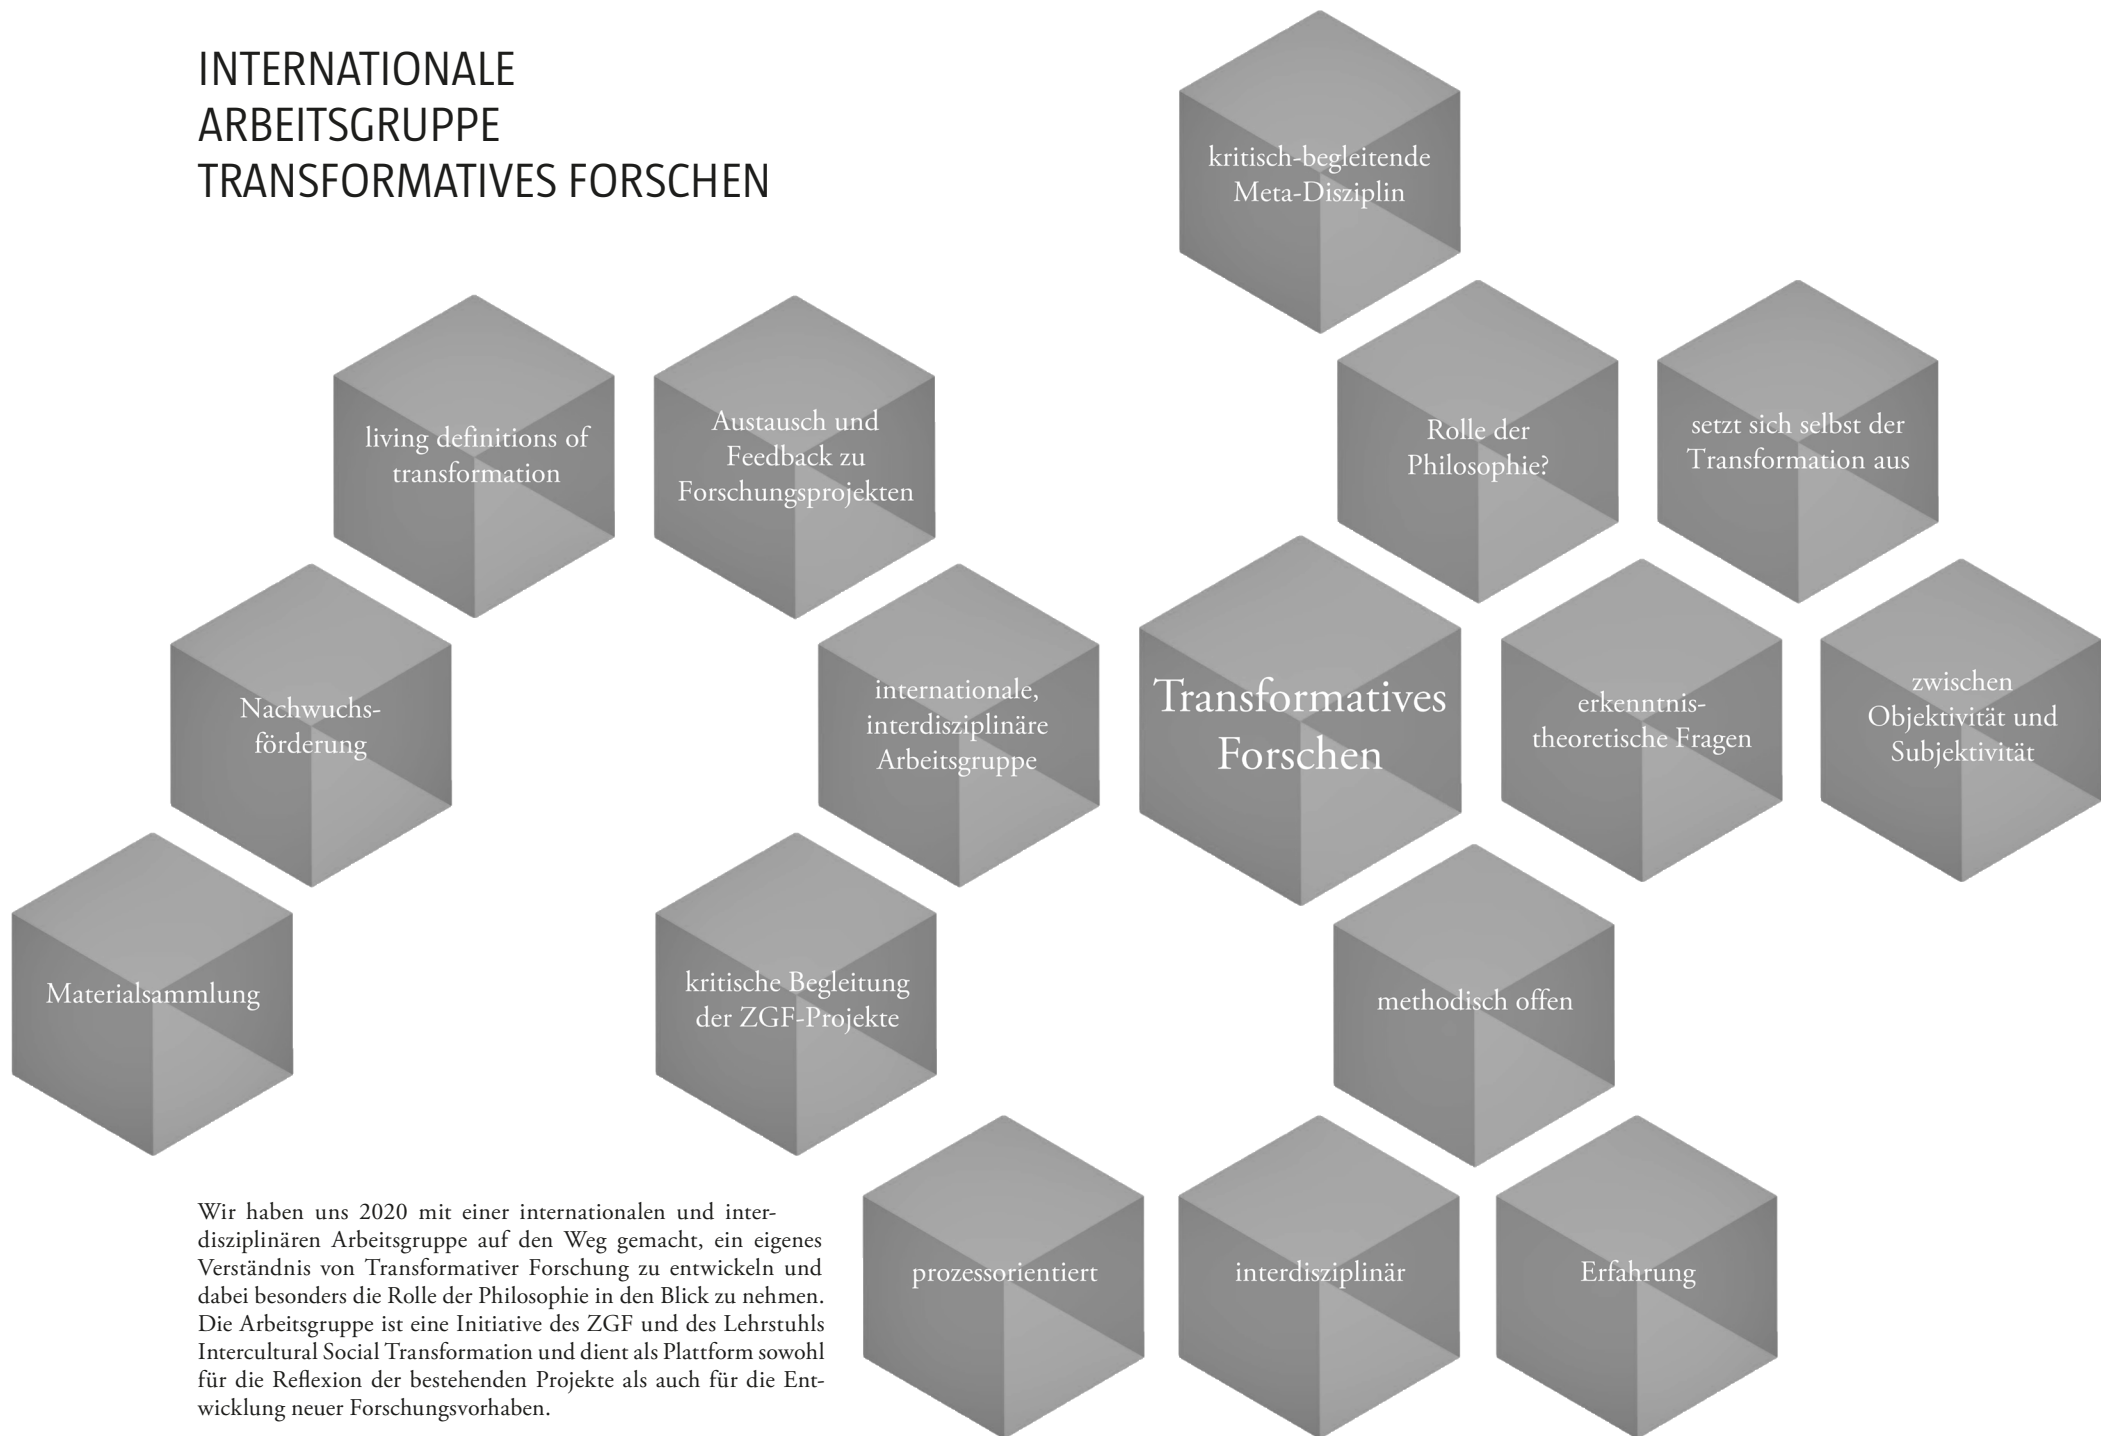 INTERNATIONALE
ARBEITSGRUPPE
TRANSFORMATIVES FORSCHEN
kritisch-begleitende
Meta-Disziplin
living definitions of
transformation
Austausch und
Feedback zu
Forschungsprojekten
Rolle der
Philosophie?
setzt sich selbst der
Transformation aus
Nachwuchs-
förderung
internationale,
interdisziplinäre
Arbeitsgruppe
Transformatives
Forschen
erkenntnis-
theoretische Fragen
zwischen
Objektivität und
Subjektivität
Materialsammlung
kritische Begleitung
der ZGF-Projekte
methodisch offen
prozessorientiert
interdisziplinär
Erfahrung
Wir haben uns 2020 mit einer internationalen und inter-
disziplinären Arbeitsgruppe auf den Weg gemacht, ein eigenes
Verständnis von Transformativer Forschung zu entwickeln und
dabei besonders die Rolle der Philosophie in den Blick zu nehmen.
Die Arbeitsgruppe ist eine Initiative des ZGF und des Lehrstuhls
Intercultural Social Transformation und dient als Plattform sowohl
für die Reflexion der bestehenden Projekte als auch für die Ent-
wicklung neuer Forschungsvorhaben.